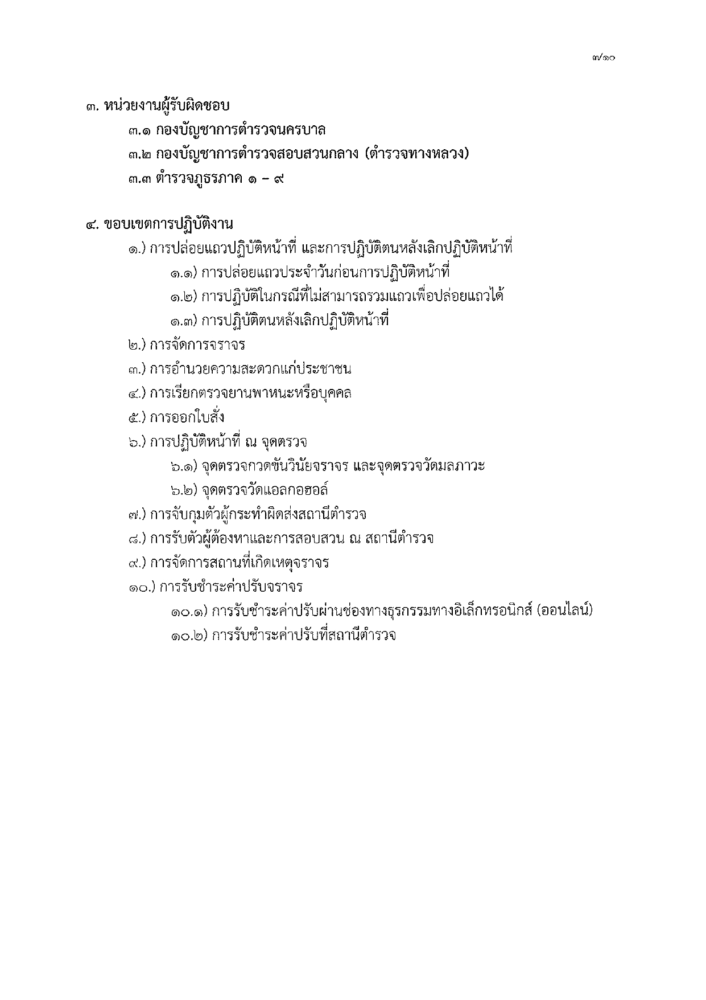 ๓/๑๐
๓. หน่วยงานผู้รับผิดชอบ
๓.๑ กองบัญชาการตำรวจนครบาล
๓.๒ กองบัญชาการตำรวจสอบสวนกลาง (ตำรวจทางหลวง)
๓.๓ ตำรวจภูธรภาค ๑ – ๙
๔. ขอบเขตการปฏิบัติงาน
๑.) การปล่อยแถวปฏิบัติหน้าที่ และการปฏิบัติตนหลังเลิกปฏิบัติหน้าที่
๑.๑) การปล่อยแถวประจำวันก่อนการปฏิบัติหน้าที่
๑.๒) การปฏิบัติในกรณีที่ไม่สามารถรวมแถวเพื่อปล่อยแถวได้
๑.๓) การปฏิบัติตนหลังเลิกปฏิบัติหน้าที่
๒.) การจัดการจราจร
๓.) การอำนวยความสะดวกแก่ประชาชน
๔.) การเรียกตรวจยานพาหนะหรือบุคคล
๕.) การออกใบสั่ง
๖.) การปฏิบัติหน้าที่ ณ จุดตรวจ
๖.๑) จุดตรวจกวดขันวินัยจราจร และจุดตรวจวัดมลภาวะ
๖.๒) จุดตรวจวัดแอลกอฮอล์
๗.) การจับกุมตัวผู้กระทำผิดส่งสถานีตำรวจ
๘.) การรับตัวผู้ต้องหาและการสอบสวน ณ สถานีตำรวจ
๙.) การจัดการสถานที่เกิดเหตุจราจร
๑๐.) การรับชำระค่าปรับจราจร
๑๐.๑) การรับชำระค่าปรับผ่านช่องทางธุรกรรมทางอิเล็กทรอนิกส์ (ออนไลน์)
๑๐.๒) การรับชำระค่าปรับที่สถานีตำรวจ